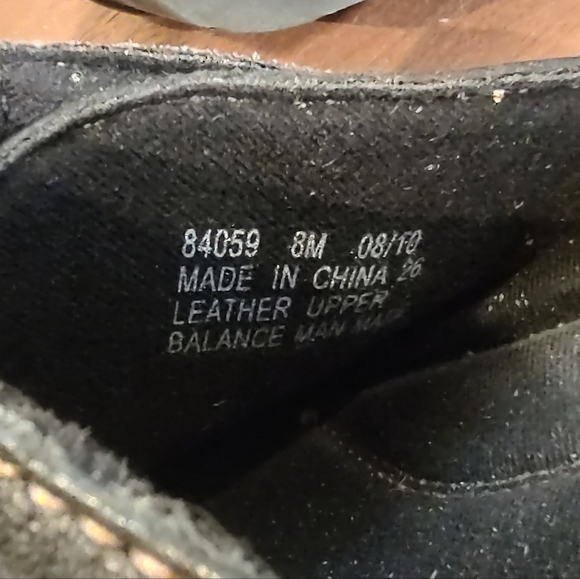 84059 8M 08/10
MADE IN CHINA 26
LEATHER UPPER
BALANCE MAN MADE